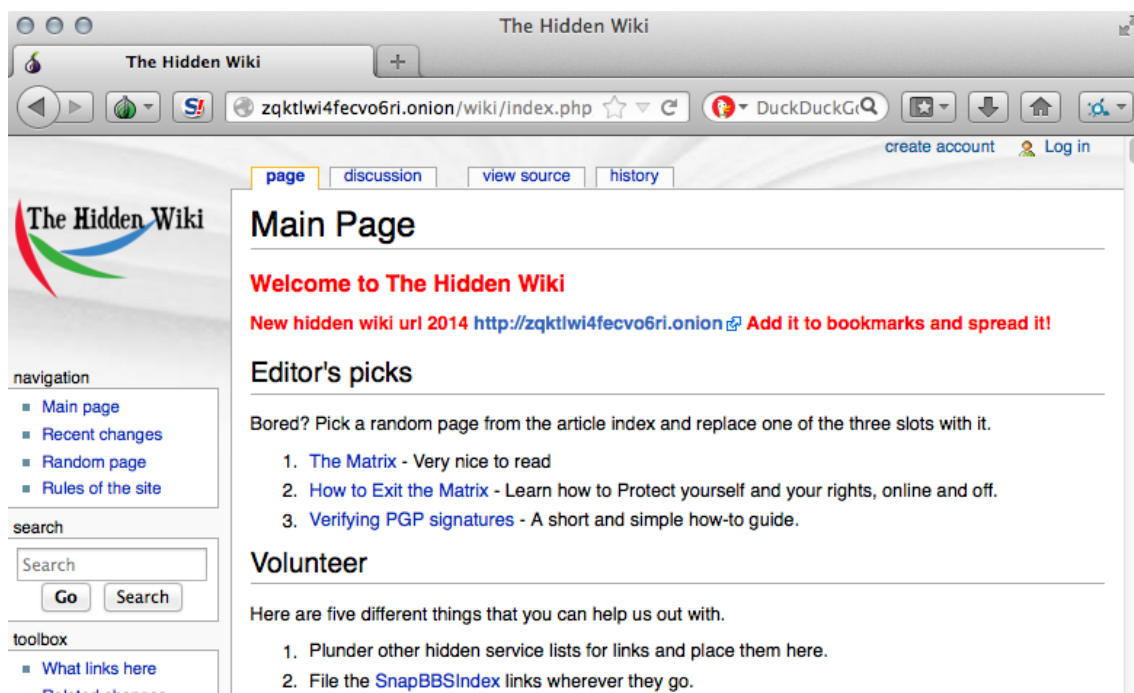 The Hidden Wiki
The Hidden Wiki
zqktlwi4fecvo6ri.onion/wiki/index.php
DuckDuckG
create account Log in
page discussion view source history
The Hidden Wiki
Main Page
Welcome to The Hidden Wiki
New hidden wiki url 2014 http://zqktlwi4fecvo6ri.onion Add it to bookmarks and spread it!
navigation
Main page
Recent changes
Random page
Rules of the site
search
Search
Go Search
toolbox
What links here
Related changes
Editor's picks
Bored? Pick a random page from the article index and replace one of the three slots with it.
1. The Matrix - Very nice to read
2. How to Exit the Matrix - Learn how to Protect yourself and your rights, online and off.
3. Verifying PGP signatures - A short and simple how-to guide.
Volunteer
Here are five different things that you can help us out with.
1. Plunder other hidden service lists for links and place them here.
2. File the SnapBBSIndex links wherever they go.